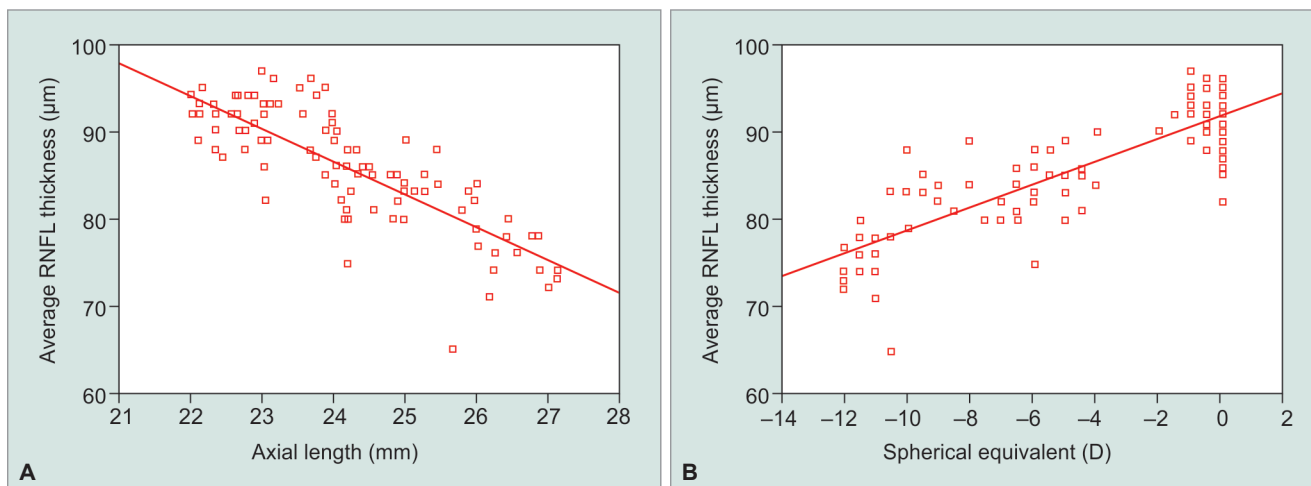 100
90
80
70
60
Average RNFL thickness (µm)
21 22 23 24 25 26 27 28
Axial length (mm)
A
100
90
80
70
60
Average RNFL thickness (µm)
–14 –12 –10 –8 –6 –4 –2 0 2
Spherical equivalent (D)
B